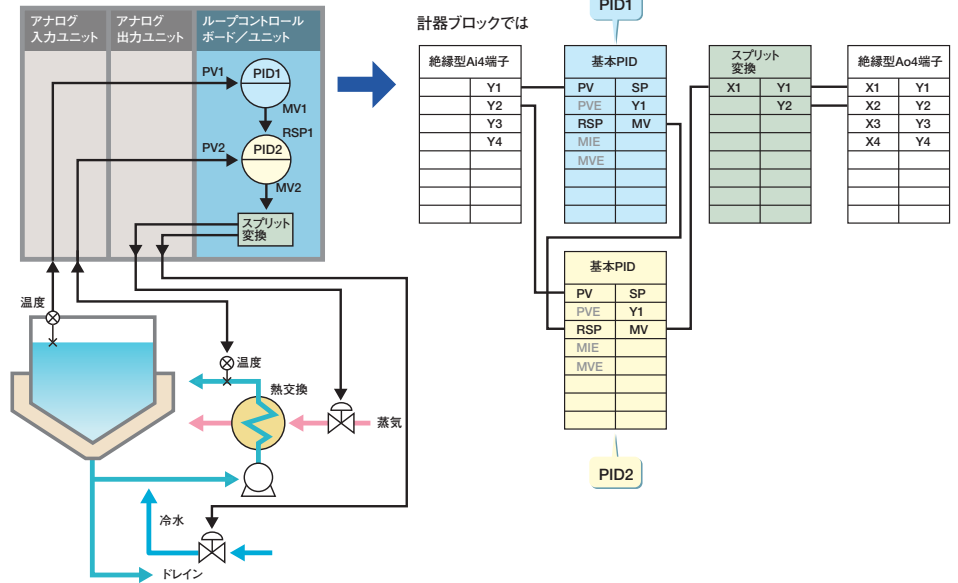 アナログ
入力ユニット
アナログ
出力ユニット
ループコントロール
ボード／ユニット
PV1
PID1
MV1
RSP1
PV2
PID2
MV2
スプリット
変換
温度
温度
熱交換
蒸気
冷水
ドレイン
計器ブロックでは
PID1
絶縁型Ai4端子
Y1
Y2
Y3
Y4
基本PID
PV SP
PVE Y1
RSP MV
MIE
MVE
スプリット
変換
X1 Y1
Y2
絶縁型Ao4端子
X1 Y1
X2 Y2
X3 Y3
X4 Y4
基本PID
PV SP
PVE Y1
RSP MV
MIE
MVE
PID2